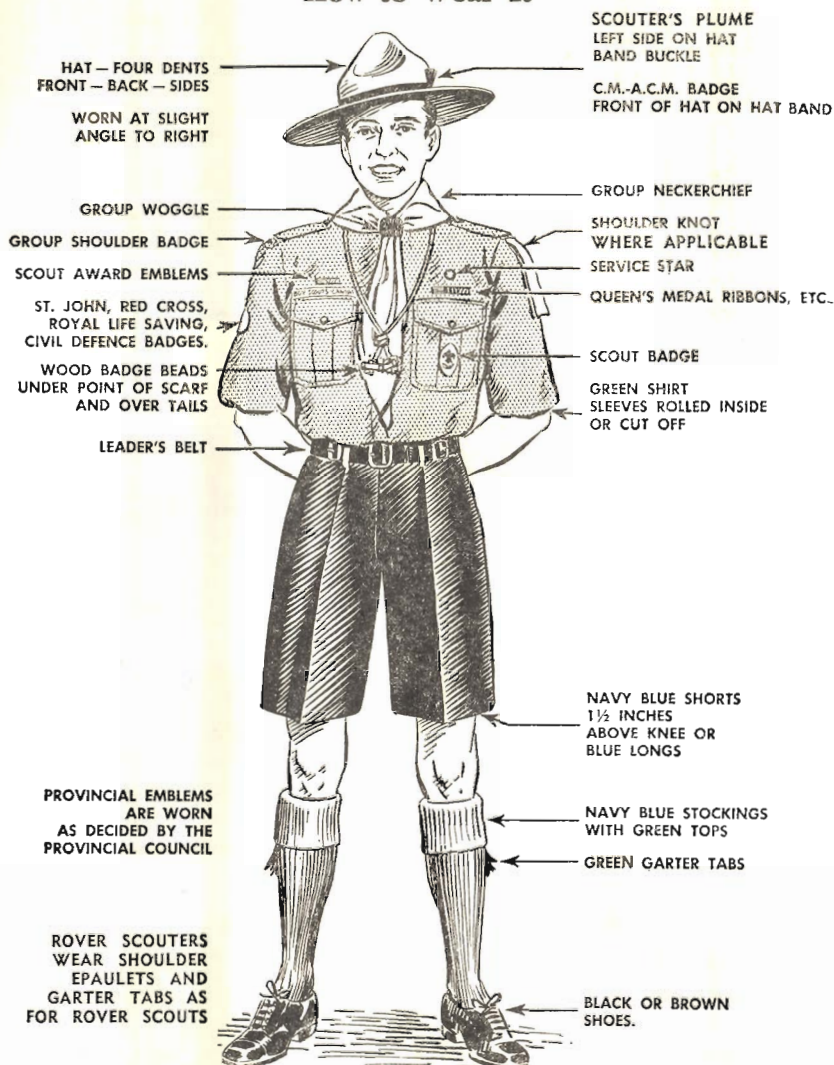 HOW TO WEAR IT
SCOUTER'S PLUME
LEFT SIDE ON HAT
BAND BUCKLE
C.M.-A.C.M. BADGE
FRONT OF HAT ON HAT BAND
HAT — FOUR DENTS
FRONT — BACK — SIDES
WORN AT SLIGHT
ANGLE TO RIGHT
GROUP NECKERCHIEF
GROUP WOGGLE
SHOULDER KNOT
WHERE APPLICABLE
GROUP SHOULDER BADGE
SERVICE STAR
SCOUT AWARD EMBLEMS
QUEEN'S MEDAL RIBBONS, ETC.
ST. JOHN, RED CROSS,
ROYAL LIFE SAVING,
CIVIL DEFENCE BADGES.
SCOUT BADGE
WOOD BADGE BEADS
UNDER POINT OF SCARF
AND OVER TAILS
GREEN SHIRT
SLEEVES ROLLED INSIDE
OR CUT OFF
LEADER'S BELT
NAVY BLUE SHORTS
1½ INCHES
ABOVE KNEE OR
BLUE LONGS
PROVINCIAL EMBLEMS
ARE WORN
AS DECIDED BY THE
PROVINCIAL COUNCIL
NAVY BLUE STOCKINGS
WITH GREEN TOPS
GREEN GARTER TABS
ROVER SCOUTERS
WEAR SHOULDER
EPAULETS AND
GARTER TABS AS
FOR ROVER SCOUTS
BLACK OR BROWN
SHOES.